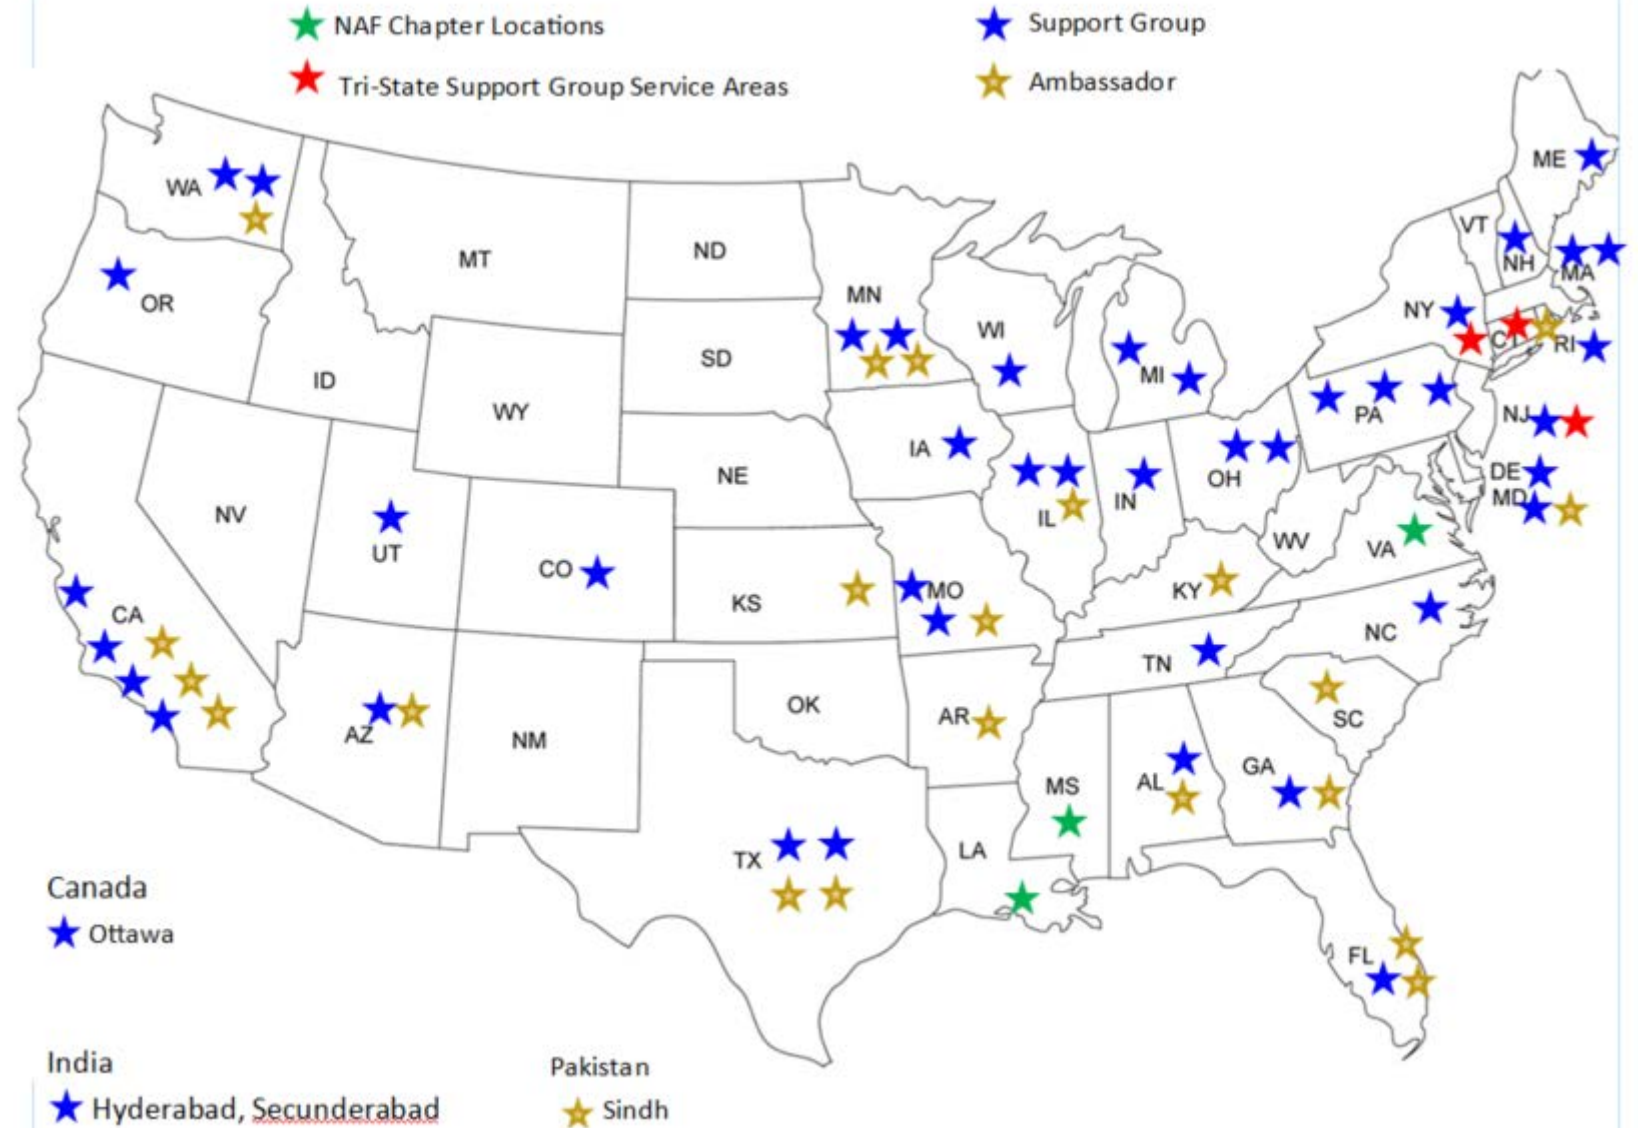 NAF Chapter Locations
Support Group
Tri-State Support Group Service Areas
Ambassador
ME
WA
VT
NH
MA
MT
ND
MN
OR
NY
CT
RI
WI
SD
MI
ID
WY
PA
NJ
IA
NE
OH
DE
MD
IN
IL
NV
UT
CO
WV
VA
KS
MO
KY
CA
NC
TN
OK
AR
SC
AZ
NM
MS
AL
GA
TX
LA
Canada
Ottawa
FL
India
Pakistan
Hyderabad, Secunderabad
Sindh